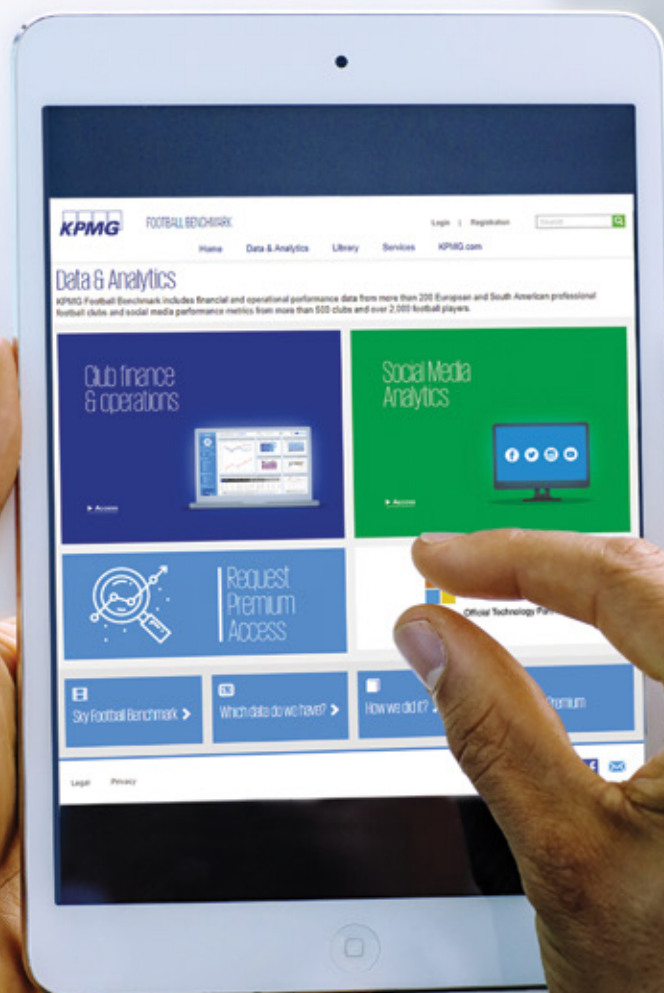 KPMG FOOTBALL BENCHMARK Login | Registration Search
Home Data & Analytics Library Services KPMG.com
Data & Analytics
KPMG Football Benchmark includes financial and operational performance data from more than 200 European and South American professional
football clubs and social media performance metrics from more than 500 clubs and over 2,000 football players.
Club finance
& operations
Access
Social Media
Analytics
Access
Request
Premium
Access
Official Technology
Sky Football Benchmark
Which data do we have?
How we did it?
Premium
Legal Privacy